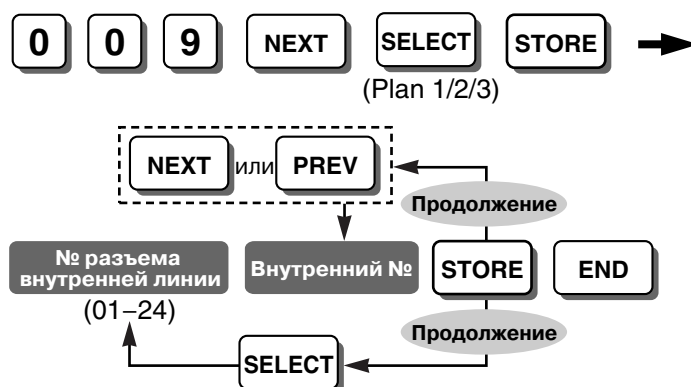 0 0 9 NEXT SELECT STORE
(Plan 1/2/3)
NEXT или PREV
Продолжение
№ разъема
внутренней линии
Внутренний №
STORE END
(01–24)
Продолжение
SELECT